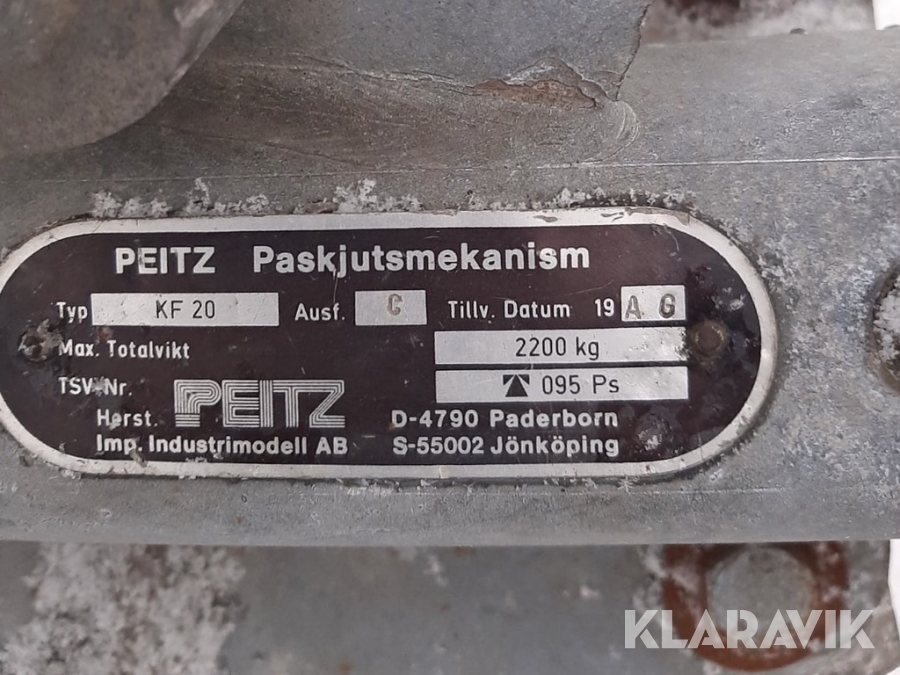 PEITZ Paskjutsmekanism
Typ KF 20 Ausf. C Tillv. Datum 19 A G
Max. Totalvikt 2200 kg
TSV-Nr. 095 Ps
Herst. PEITZ D-4790 Paderborn
Imp. Industrimodell AB S-55002 Jönköping
KLARAVIK